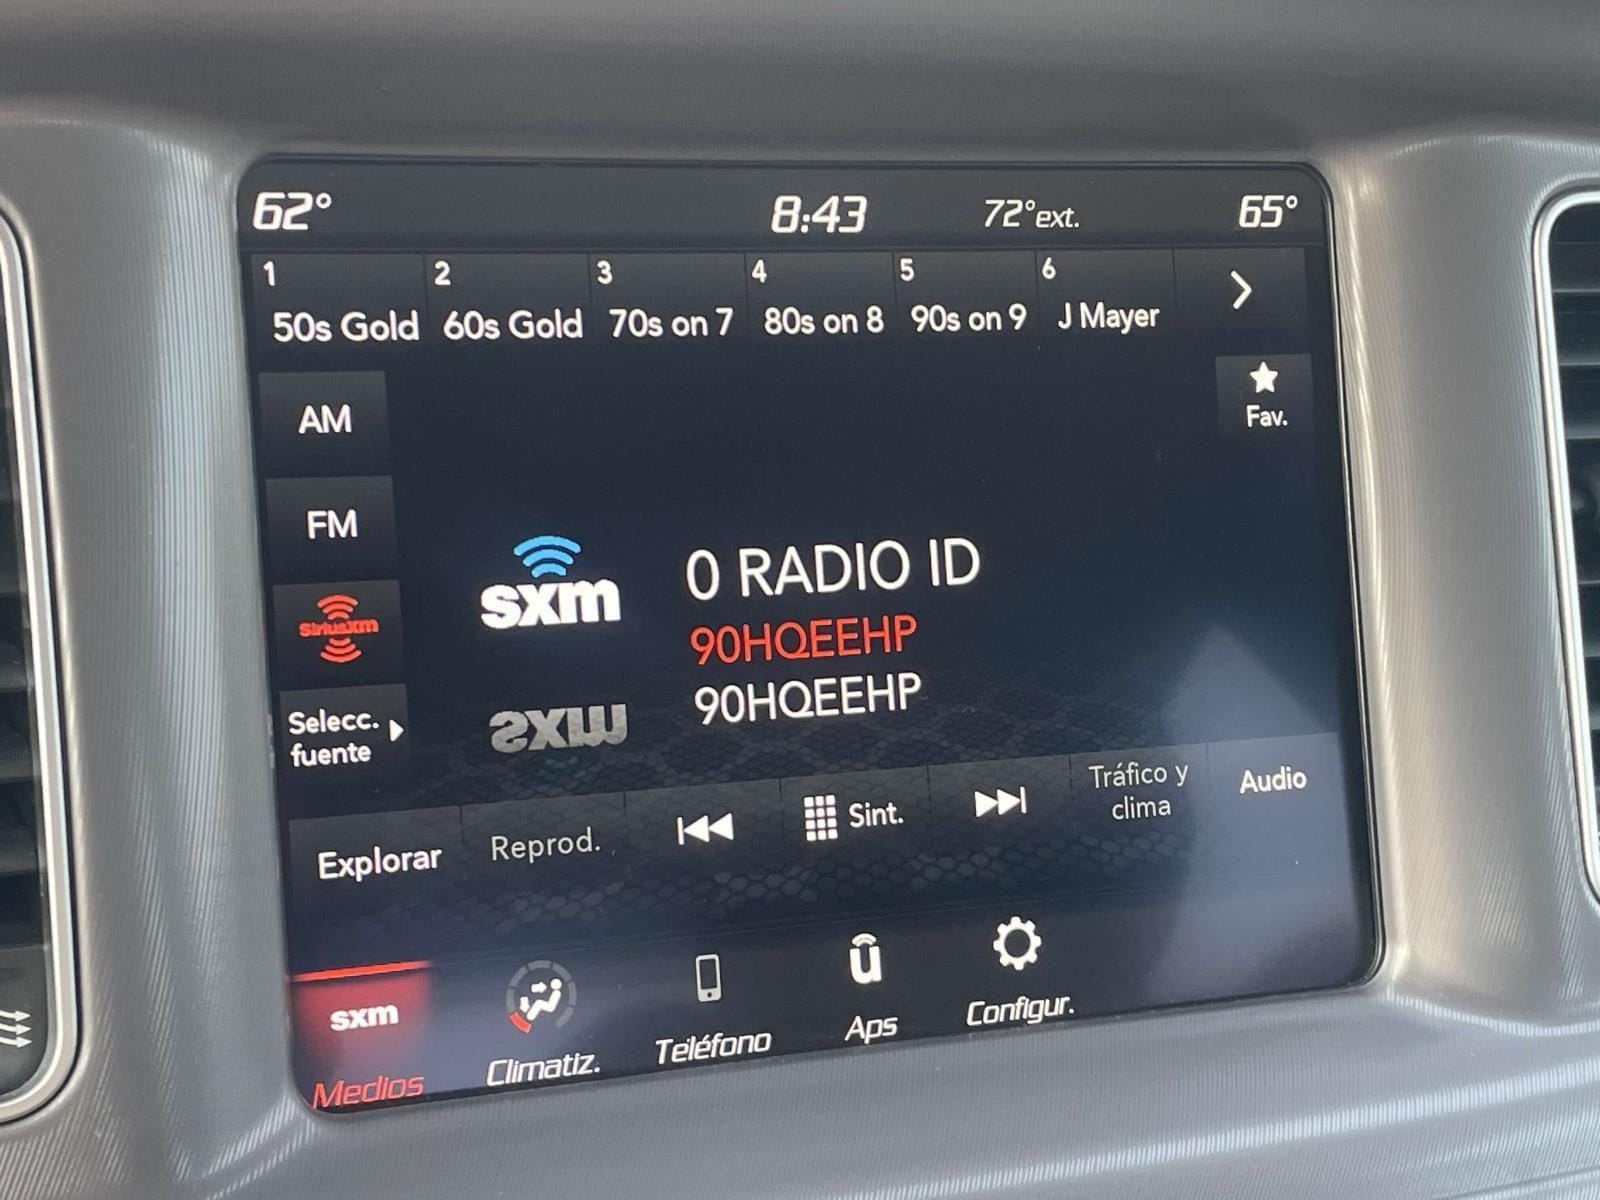 62° 8:43 72°ext. 65°
1 2 3 4 5 6
50s Gold 60s Gold 70s on 7 80s on 8 90s on 9 J Mayer
AM
Fav.
FM
sxm
0 RADIO ID
SiriusXM
90HQEEHP
90HQEEHP
Selecc.
fuente
Explorar
Reprod.
Sint.
Tráfico y
clima
Audio
sxm
Medios
Climatiz.
Teléfono
Aps
Configur.